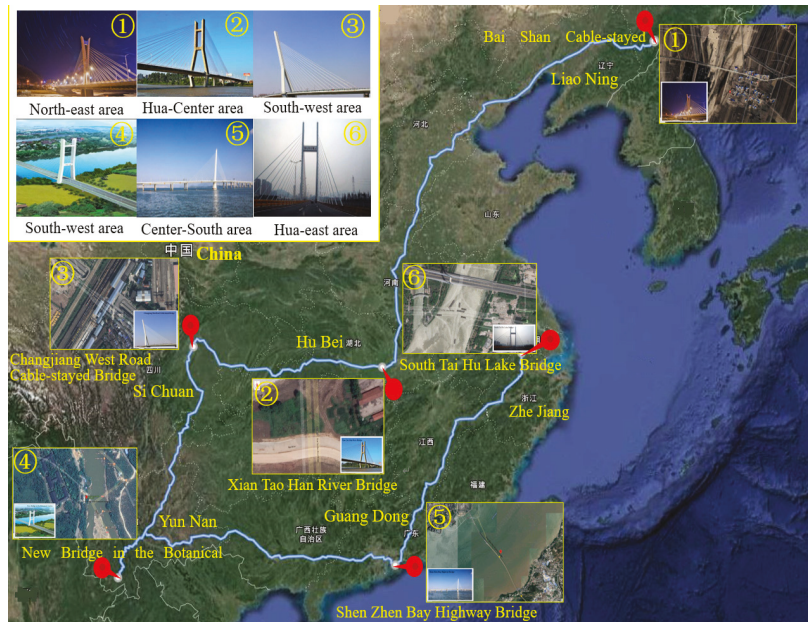 ① ② ③
North-east area Hua-Center area South-west area
④ ⑤ ⑥
South-west area Center-South area Hua-east area
Bai Shan Cable-stayed
①
辽宁
Liao Ning
河北
山东
中国 China
③
河南
⑥
Hu Bei 湖北
Changjiang West Road
Cable-stayed Bridge
四川
South Tai Hu Lake Bridge
Si Chuan
②
浙江
Zhe Jiang
江西
④
Xian Tao Han River Bridge
福建
Yun Nan
Guang Dong
⑤
广西壮族
自治区
广东
New Bridge in the Botanical
Shen Zhen Bay Highway Bridge